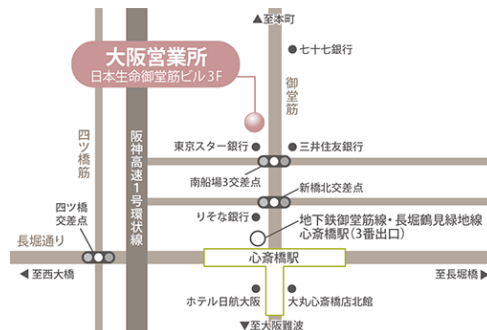 ▲至本町
七十七銀行
大阪営業所
日本生命御堂筋ビル3F
御堂筋
四ツ橋筋
阪神高速1号環状線
東京スター銀行
三井住友銀行
南船場3交差点
新橋北交差点
四ツ橋
交差点
りそな銀行
地下鉄御堂筋線・長堀鶴見緑地線
心斎橋駅(3番出口)
長堀通り
心斎橋駅
◀至西大橋
至長堀橋▶
ホテル日航大阪
大丸心斎橋店北館
▼至大阪難波